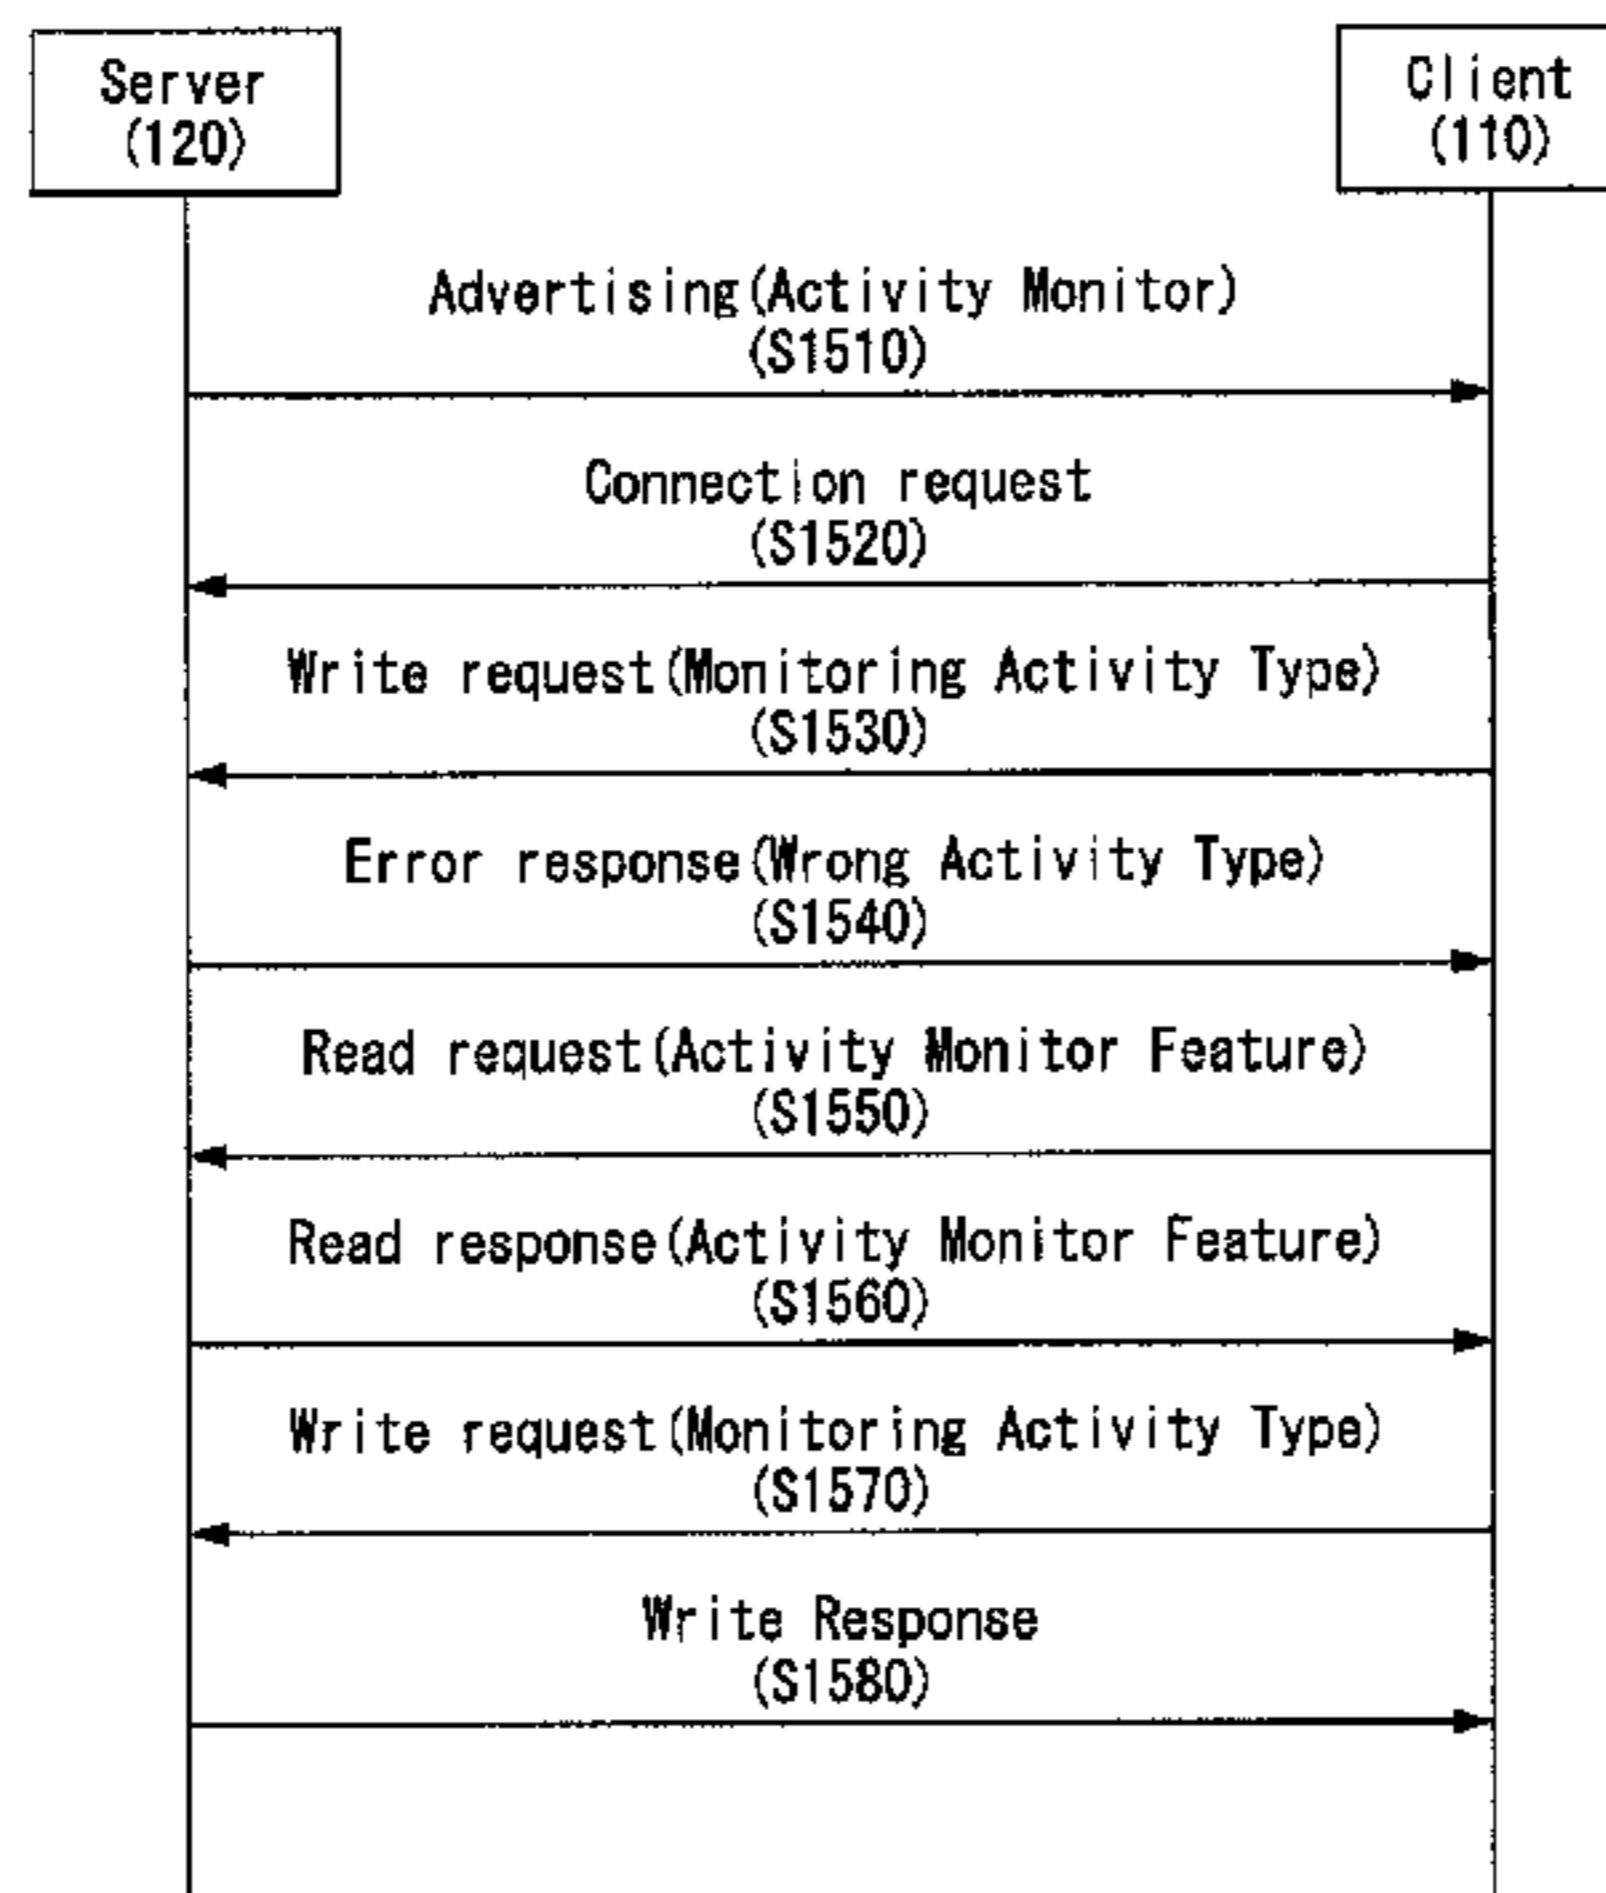 Server
(120)
Client
(110)
Advertising(Activity Monitor)
(S1510)
Connection request
(S1520)
Write request(Monitoring Activity Type)
(S1530)
Error response(Wrong Activity Type)
(S1540)
Read request(Activity Monitor Feature)
(S1550)
Read response(Activity Monitor Feature)
(S1560)
Write request(Monitoring Activity Type)
(S1570)
Write Response
(S1580)